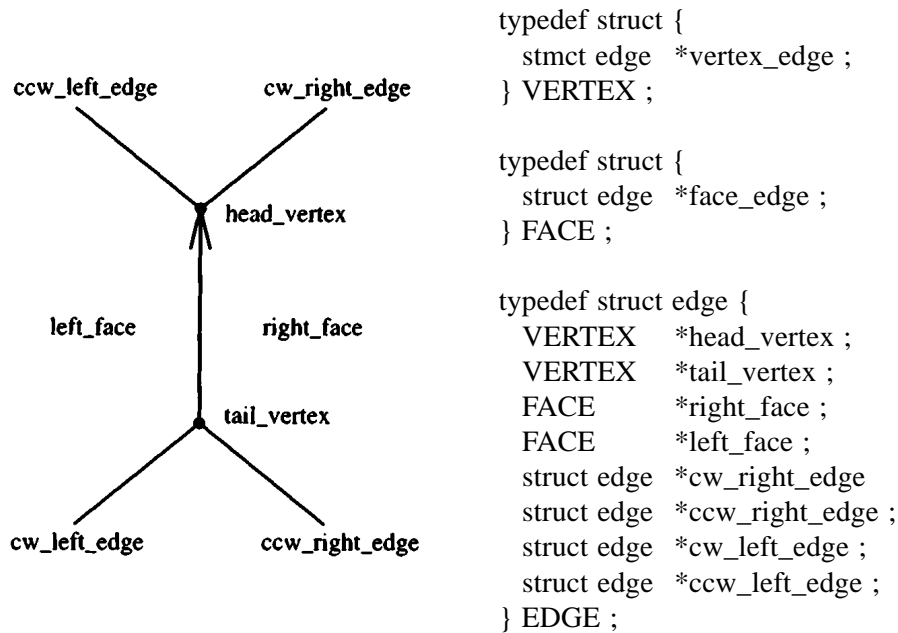 ccw_left_edge
cw_right_edge
head_vertex
left_face
right_face
tail_vertex
cw_left_edge
ccw_right_edge
typedef struct {
stmct edge *vertex_edge ;
} VERTEX ;
typedef struct {
struct edge *face_edge ;
} FACE ;
typedef struct edge {
VERTEX *head_vertex ;
VERTEX *tail_vertex ;
FACE *right_face ;
FACE *left_face ;
struct edge *cw_right_edge
struct edge *ccw_right_edge ;
struct edge *cw_left_edge ;
struct edge *ccw_left_edge ;
} EDGE ;